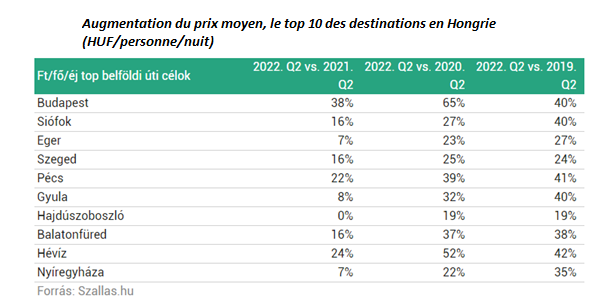 Augmentation du prix moyen, le top 10 des destinations en Hongrie
(HUF/personne/nuit)
Ft/fő/éj top belföldi úti célok 2022. Q2 vs. 2021. Q2 2022. Q2 vs. 2020. Q2 2022. Q2 vs. 2019. Q2
Budapest 38% 65% 40%
Siófok 16% 27% 40%
Eger 7% 23% 27%
Szeged 16% 25% 24%
Pécs 22% 39% 41%
Gyula 8% 32% 40%
Hajdúszoboszló 0% 19% 19%
Balatonfüred 16% 37% 38%
Hévíz 24% 52% 42%
Nyíregyháza 7% 22% 35%
Forrás: Szallas.hu